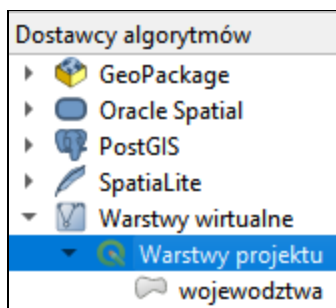 Dostawcy algorytmów
GeoPackage
Oracle Spatial
PostGIS
SpatiaLite
Warstwy wirtualne
Warstwy projektu
wojewodztwa